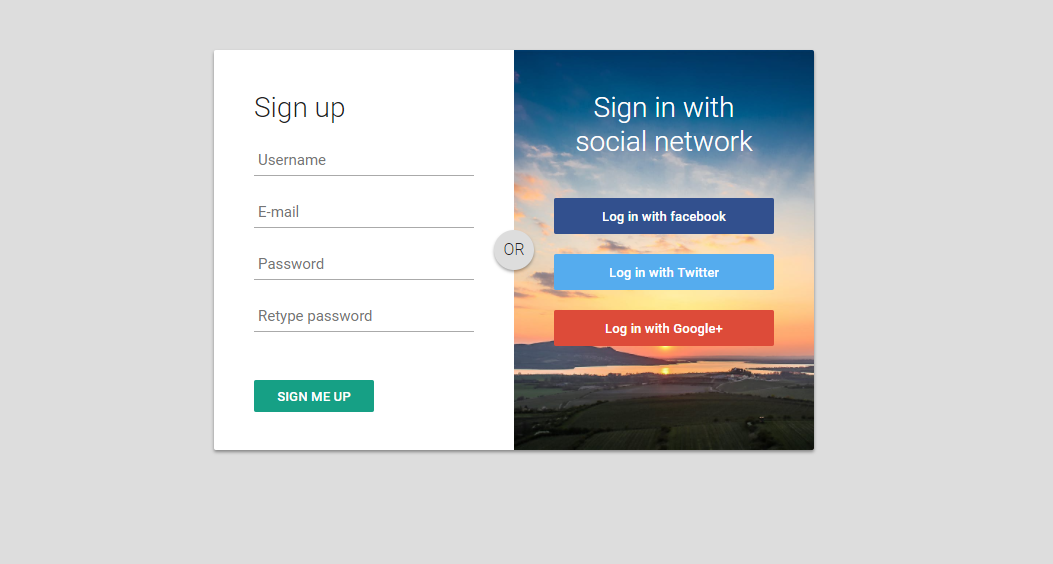 Sign up
Username
E-mail
Password
Retype password
SIGN ME UP
OR
Sign in with
social network
Log in with facebook
Log in with Twitter
Log in with Google+